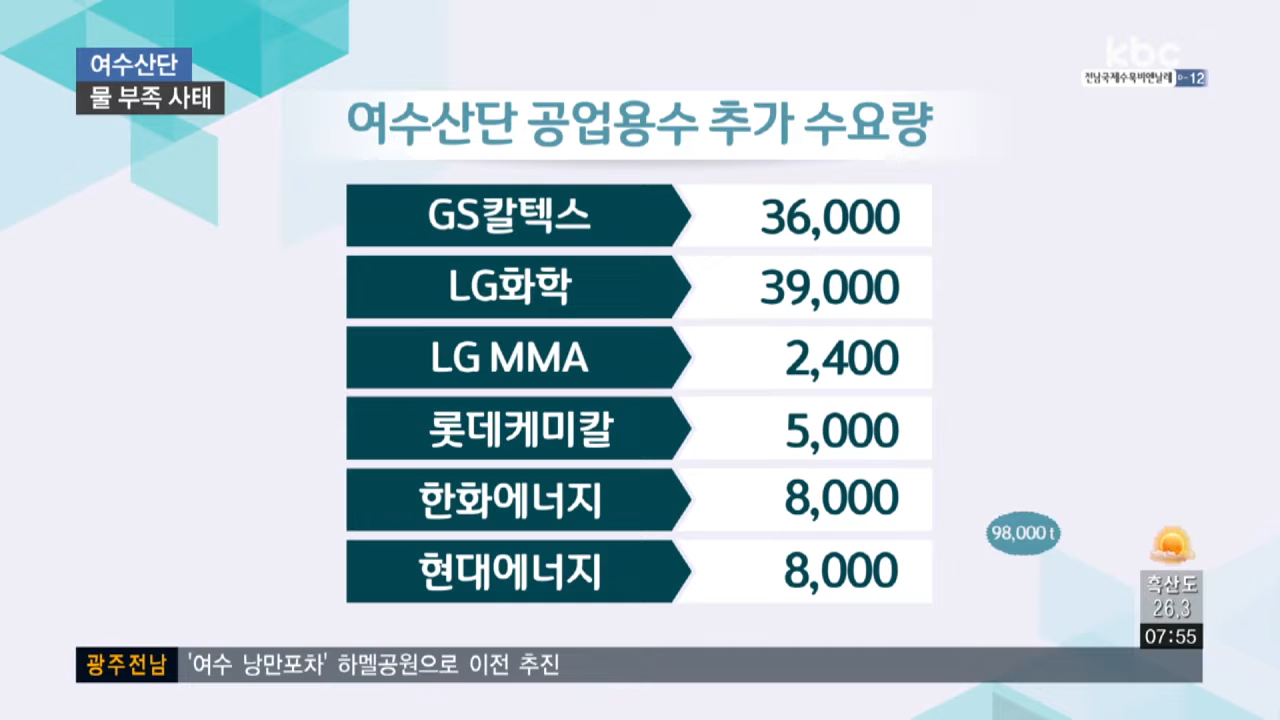 여수산단
물 부족 사태
kbc
전남국제수묵비엔날레 D-12
여수산단 공업용수 추가 수요량
GS칼텍스 36,000
LG화학 39,000
LG MMA 2,400
롯데케미칼 5,000
한화에너지 8,000
현대에너지 8,000
98,000 t
흑산도
26.3
07:55
광주전남 '여수 낭만포차' 하멜공원으로 이전 추진